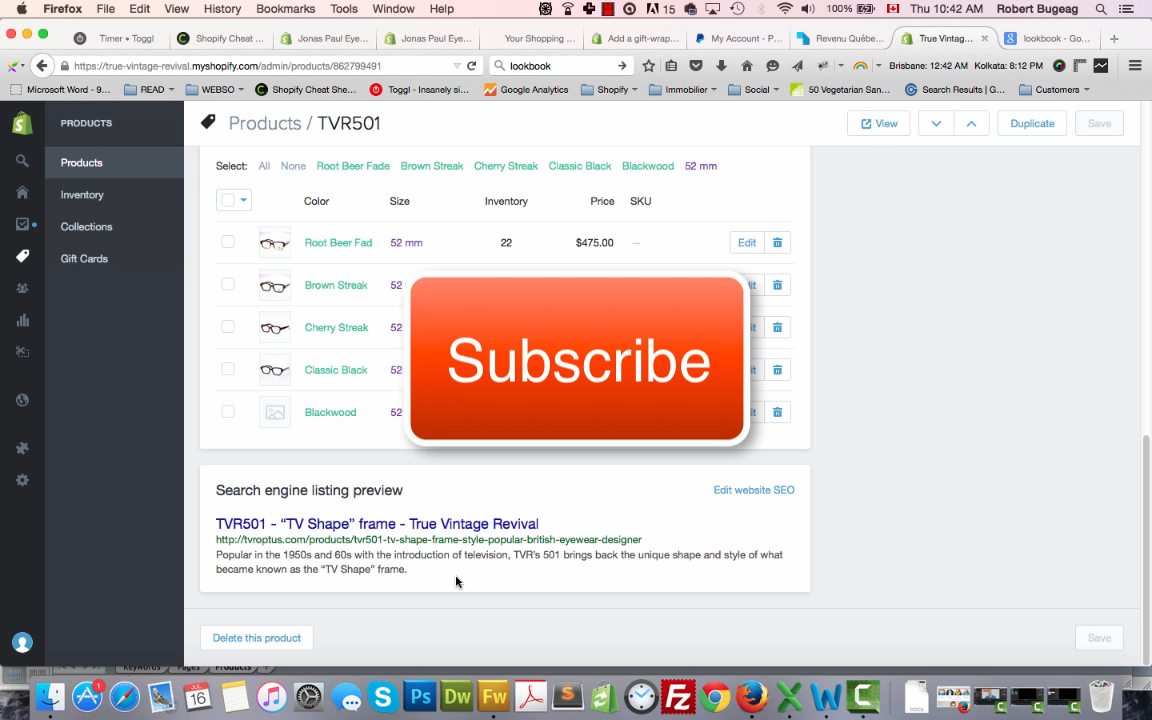 Firefox File Edit View History Bookmarks Tools Window Help 15 100% Thu 10:42 AM Robert Bugeag
Timer • Toggl Shopify Cheat ... Jonas Paul Eye... Jonas Paul Eye... Your Shopping ... Add a gift-wrap... My Account - P... Revenu Québe... True Vintag... lookbook - Go...
https://true-vintage-revival.myshopify.com/admin/products/862799491 lookbook Brisbane: 12:42 AM Kolkata: 8:12 PM
Microsoft Word - 9... READ WEBSO Shopify Cheat She... Toggl - Insanely si... Google Analytics Shopify Immobilier Social 50 Vegetarian San... Search Results | G... Customers
PRODUCTS
Products / TVR501
View
Duplicate
Save
Products
Inventory
Collections
Gift Cards
Select: All None Root Beer Fade Brown Streak Cherry Streak Classic Black Blackwood 52 mm
Color Size Inventory Price SKU
Root Beer Fad 52 mm 22 $475.00 — Edit
Brown Streak 52
Cherry Streak 52
Classic Black 52
Blackwood 52
Subscribe
Search engine listing preview
Edit website SEO
TVR501 - “TV Shape” frame - True Vintage Revival
http://tvroptus.com/products/tvr501-tv-shape-frame-style-popular-british-eyewear-designer
Popular in the 1950s and 60s with the introduction of television, TVR's 501 brings back the unique shape and style of what
became known as the “TV Shape” frame.
Delete this product
Save
Keywords Pages Products
1
JUL 16
Ps Dw Fw